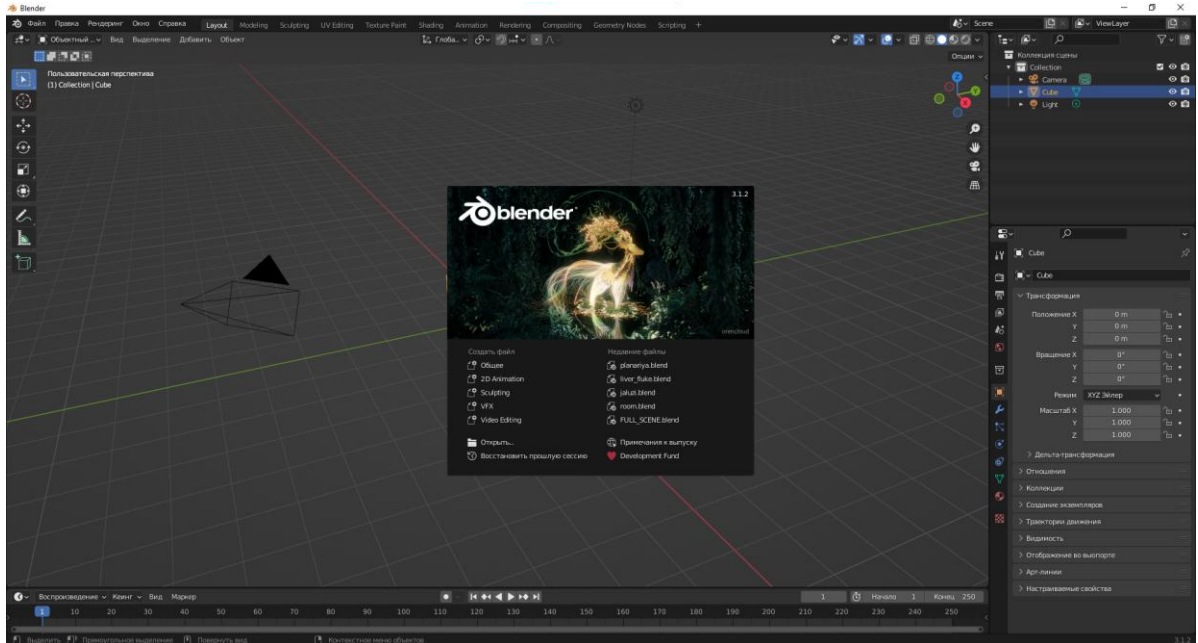 Blender
Файл Правка Рендеринг Окно Справка Layout Modeling Sculpting UV Editing Texture Paint Shading Animation Rendering Compositing Geometry Nodes Scripting + Scene ViewLayer
Объектный ... Вид Выделение Добавить Объект Глоба...
Опции
Пользовательская перспектива
(1) Collection | Cube
Z
Y
X
Коллекция сцены
Collection
Camera
Cube
Light
blender
3.1.2
Создать файл
Общее
2D Animation
Sculpting
VFX
Video Editing
Открыть...
Восстановить прошлую сессию
Недавние файлы
planariya.blend
liver_fluke.blend
jaluzi.blend
room.blend
FULL_SCENE.blend
Примечания к выпуску
Development Fund
Cube
Cube
Трансформация
Положение X 0 m
Y 0 m
Z 0 m
Вращение X 0°
Y 0°
Z 0°
Режим XYZ Эйлер
Масштаб X 1.000
Y 1.000
Z 1.000
Дельта-трансформация
Отношения
Коллекции
Создание экземпляров
Траектории движения
Видимость
Отображение во вьюпорте
Арт-линии
Настраиваемые свойства
Воспроизведение Кеинг Вид Маркер 1 Начало 1 Конец 250
1 10 20 30 40 50 60 70 80 90 100 110 120 130 140 150 160 170 180 190 200 210 220 230 240 250
Выделить Прямоугольное выделение Повернуть вид Контекстное меню объектов 3.1.2